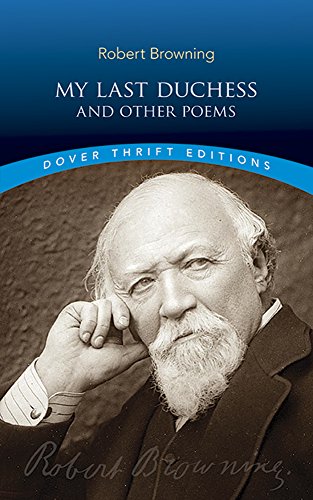 Robert Browning
MY LAST DUCHESS
AND OTHER POEMS
DOVER THRIFT EDITIONS
Robert Browning.